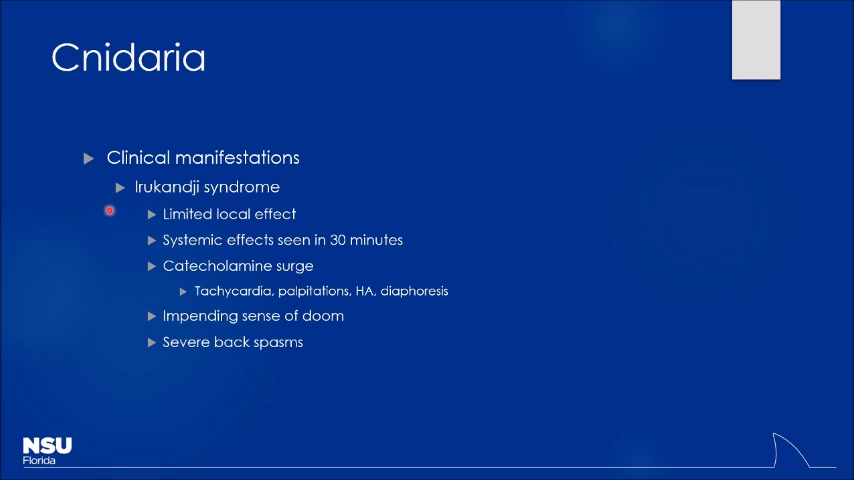 Cnidaria
Clinical manifestations
Irukandji syndrome
Limited local effect
Systemic effects seen in 30 minutes
Catecholamine surge
Tachycardia, palpitations, HA, diaphoresis
Impending sense of doom
Severe back spasms
NSU
Florida